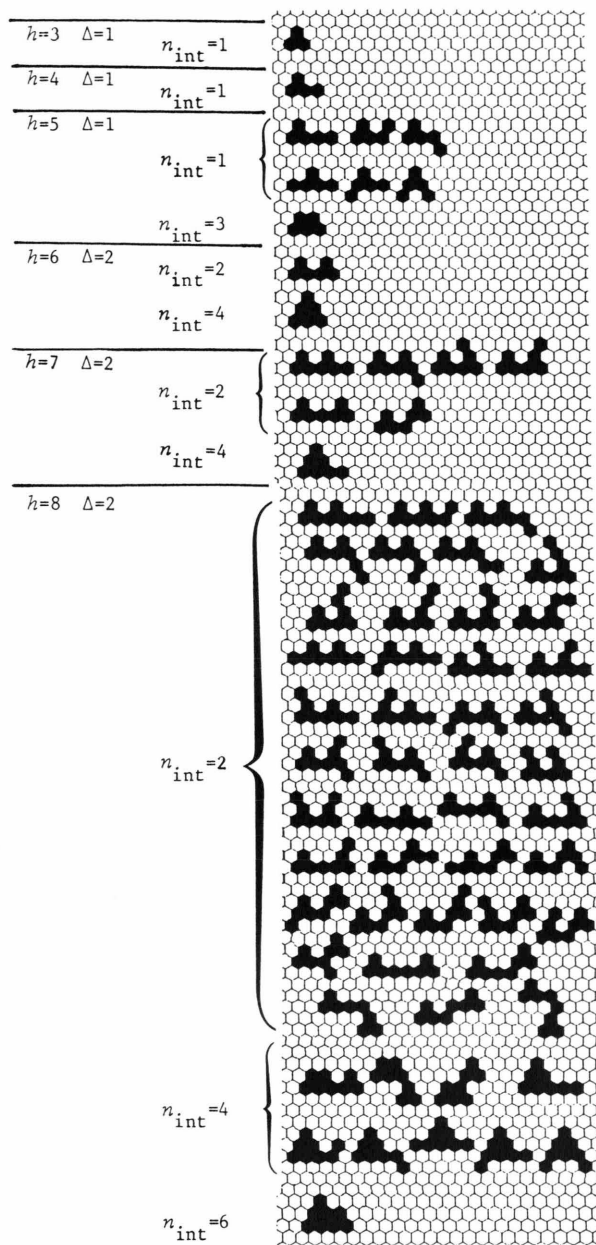 h=3 Δ=1
n_int=1
h=4 Δ=1
n_int=1
h=5 Δ=1
n_int=1
n_int=3
h=6 Δ=2
n_int=2
n_int=4
h=7 Δ=2
n_int=2
n_int=4
h=8 Δ=2
n_int=2
n_int=4
n_int=6